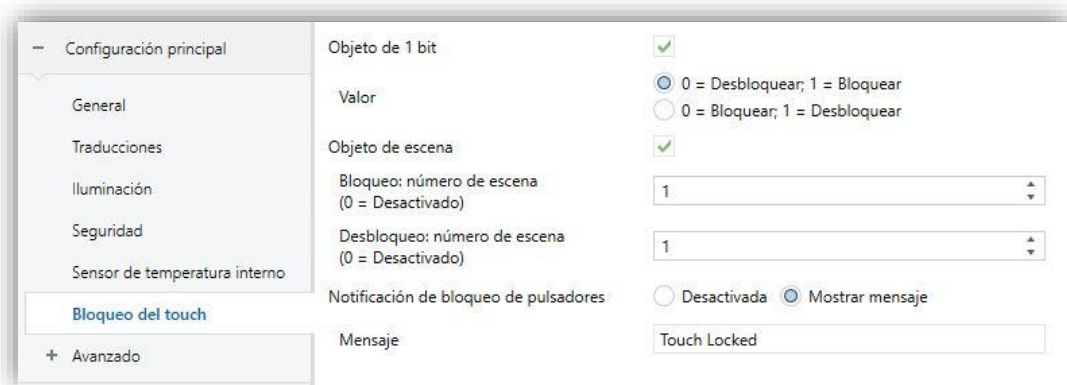 Configuración principal
General
Traducciones
Iluminación
Seguridad
Sensor de temperatura interno
Bloqueo del touch
Avanzado
Objeto de 1 bit
Valor
0 = Desbloquear; 1 = Bloquear
0 = Bloquear; 1 = Desbloquear
Objeto de escena
Bloqueo: número de escena
(0 = Desactivado)
1
Desbloqueo: número de escena
(0 = Desactivado)
1
Notificación de bloqueo de pulsadores
Desactivada Mostrar mensaje
Mensaje
Touch Locked